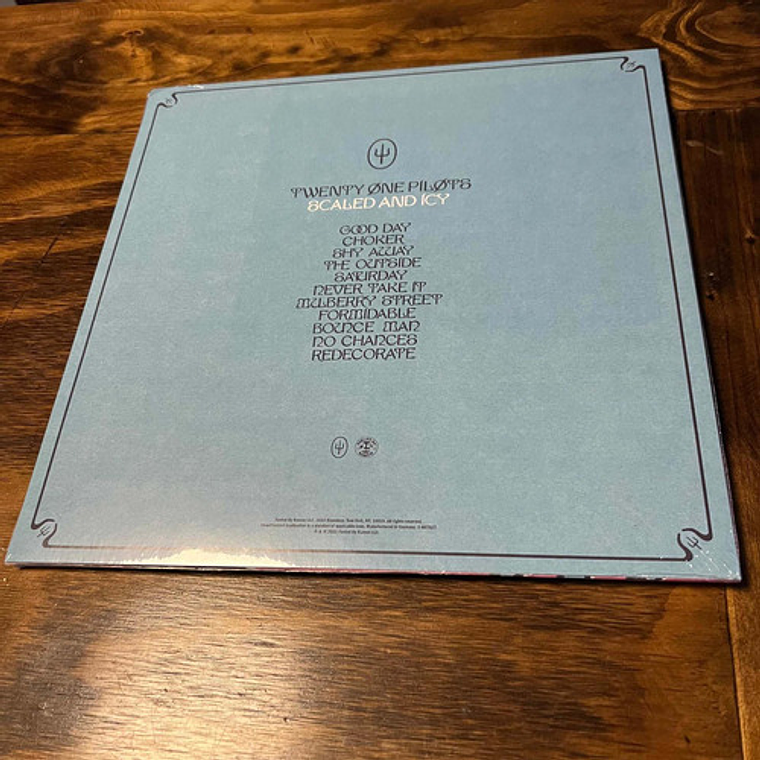 TWENTY ØNE PILØTS
SCALED AND ICY
GOOD DAY
CHOKER
SHY AWAY
THE OUTSIDE
SATURDAY
NEVER TAKE IT
MULBERRY STREET
FORMIDABLE
BOUNCE MAN
NO CHANCES
REDECORATE